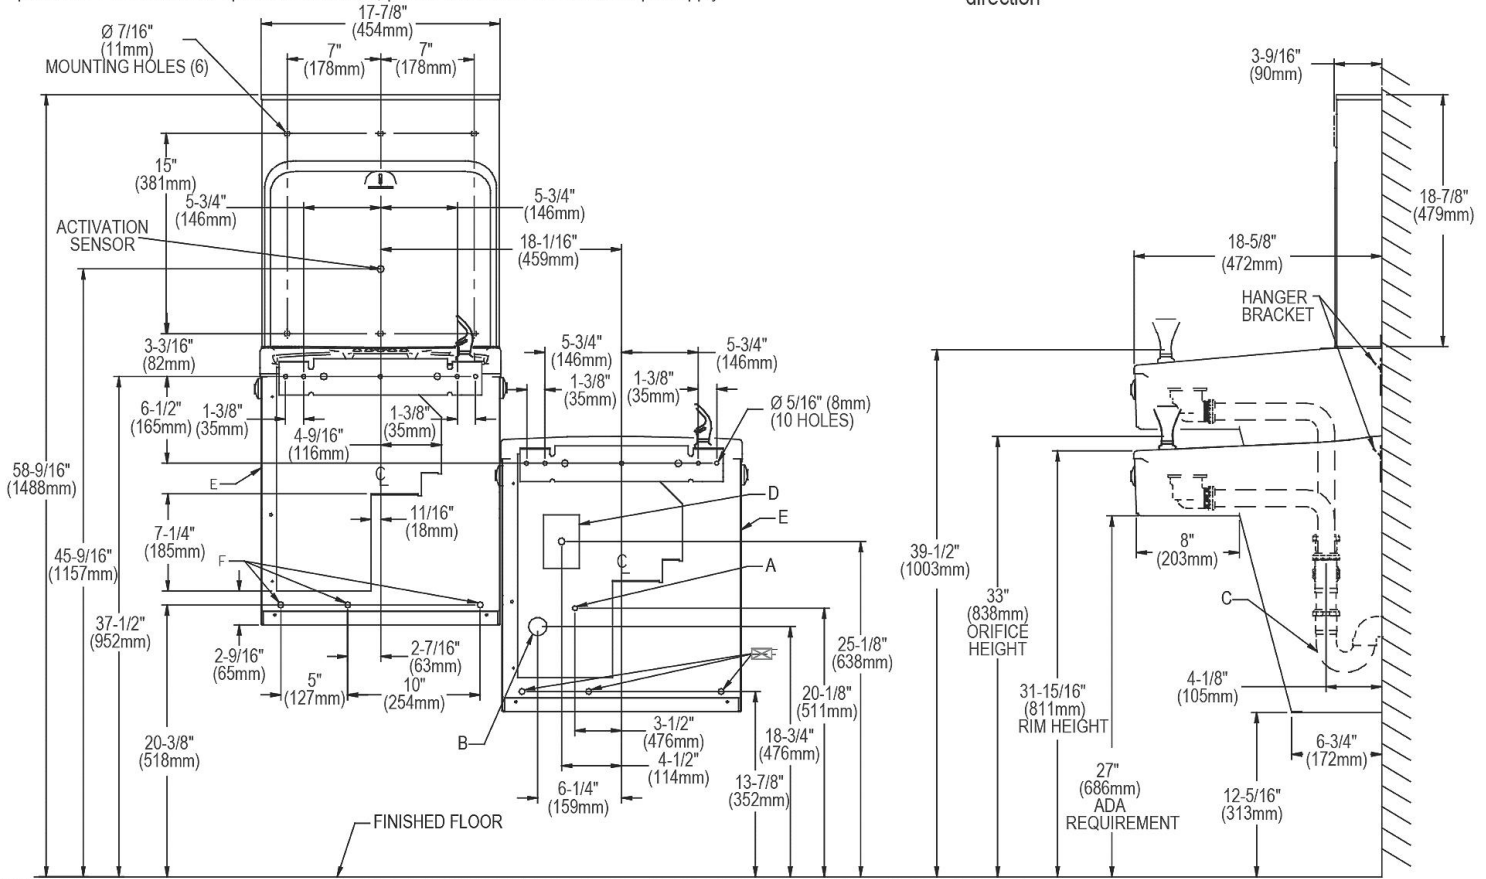 direction
17-7/8"
(454mm)
Ø 7/16"
(11mm)
MOUNTING HOLES (6)
7"
(178mm)
7"
(178mm)
3-9/16"
(90mm)
15"
(381mm)
5-3/4"
(146mm)
5-3/4"
(146mm)
18-7/8"
(479mm)
ACTIVATION
SENSOR
18-1/16"
(459mm)
18-5/8"
(472mm)
HANGER
BRACKET
3-3/16"
(82mm)
5-3/4"
(146mm)
5-3/4"
(146mm)
6-1/2"
(165mm)
1-3/8"
(35mm)
1-3/8"
(35mm)
1-3/8"
(35mm)
1-3/8"
(35mm)
Ø 5/16" (8mm)
(10 HOLES)
4-9/16"
(116mm)
58-9/16"
(1488mm)
E
11/16"
(18mm)
D
E
7-1/4"
(185mm)
45-9/16"
(1157mm)
F
A
39-1/2"
(1003mm)
8"
(203mm)
33"
(838mm)
ORIFICE
HEIGHT
C
37-1/2"
(952mm)
2-9/16"
(65mm)
2-7/16"
(63mm)
5"
(127mm)
10"
(254mm)
F
25-1/8"
(638mm)
20-1/8"
(511mm)
31-15/16"
(811mm)
RIM HEIGHT
4-1/8"
(105mm)
20-3/8"
(518mm)
B
3-1/2"
(476mm)
18-3/4"
(476mm)
4-1/2"
(114mm)
6-1/4"
(159mm)
13-7/8"
(352mm)
6-3/4"
(172mm)
27"
(686mm)
ADA
REQUIREMENT
12-5/16"
(313mm)
FINISHED FLOOR